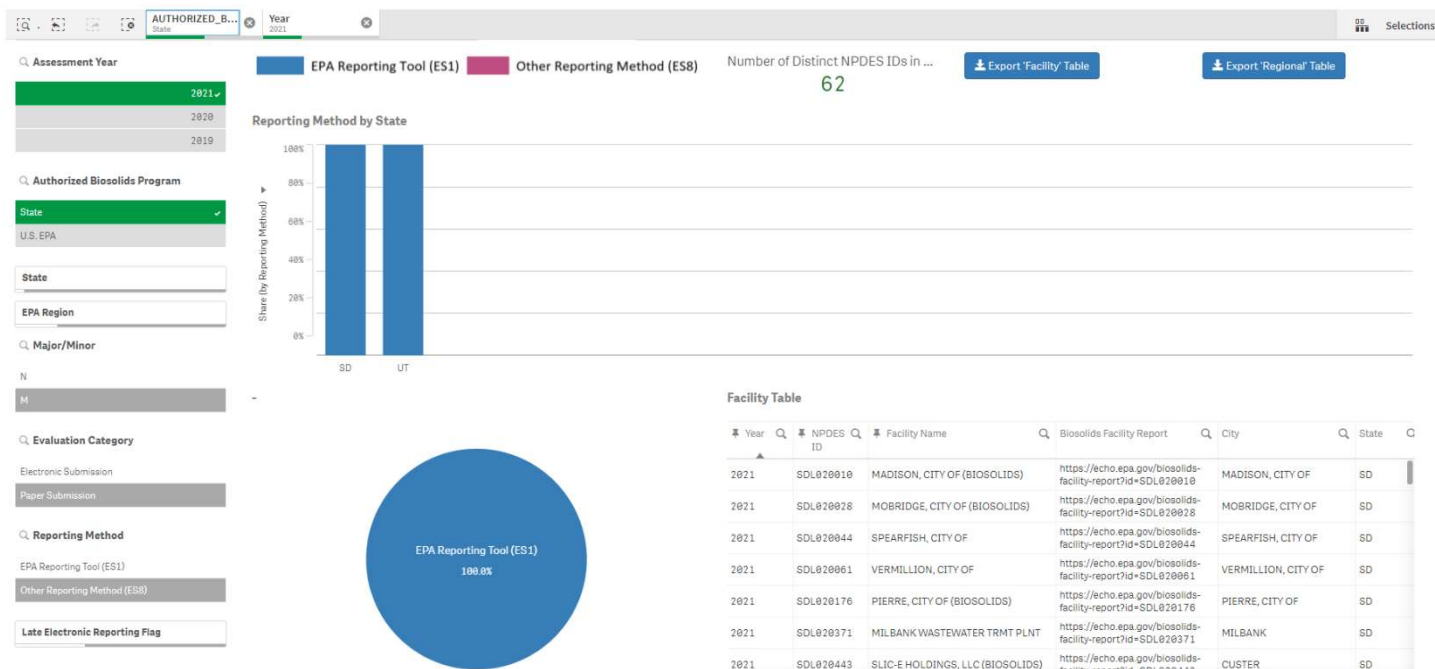 AUTHORIZED_B...
State
Year
2021
Selections
Assessment Year
2021
2020
2019
Authorized Biosolids Program
State
U.S. EPA
State
EPA Region
Major/Minor
N
M
Evaluation Category
Electronic Submission
Paper Submission
Reporting Method
EPA Reporting Tool (ES1)
Other Reporting Method (ES8)
Late Electronic Reporting Flag
EPA Reporting Tool (ES1) Other Reporting Method (ES8)
Number of Distinct NPDES IDs in ...
62
Export 'Facility' Table
Export 'Regional' Table
Reporting Method by State
Share (by Reporting Method)
100%
80%
60%
40%
20%
0%
SD UT
-
EPA Reporting Tool (ES1)
100.0%
Facility Table
Year NPDES ID Facility Name Biosolids Facility Report City State
2021 SDL020010 MADISON, CITY OF (BIOSOLIDS) https://echo.epa.gov/biosolids-facility-report?id=SDL020010 MADISON, CITY OF SD
2021 SDL020028 MOBRIDGE, CITY OF (BIOSOLIDS) https://echo.epa.gov/biosolids-facility-report?id=SDL020028 MOBRIDGE, CITY OF SD
2021 SDL020044 SPEARFISH, CITY OF https://echo.epa.gov/biosolids-facility-report?id=SDL020044 SPEARFISH, CITY OF SD
2021 SDL020061 VERMILLION, CITY OF https://echo.epa.gov/biosolids-facility-report?id=SDL020061 VERMILLION, CITY OF SD
2021 SDL020176 PIERRE, CITY OF (BIOSOLIDS) https://echo.epa.gov/biosolids-facility-report?id=SDL020176 PIERRE, CITY OF SD
2021 SDL020371 MILBANK WASTEWATER TRMT PLNT https://echo.epa.gov/biosolids-facility-report?id=SDL020371 MILBANK SD
2021 SDL020443 SLIC-E HOLDINGS, LLC (BIOSOLIDS) https://echo.epa.gov/biosolids- CUSTER SD